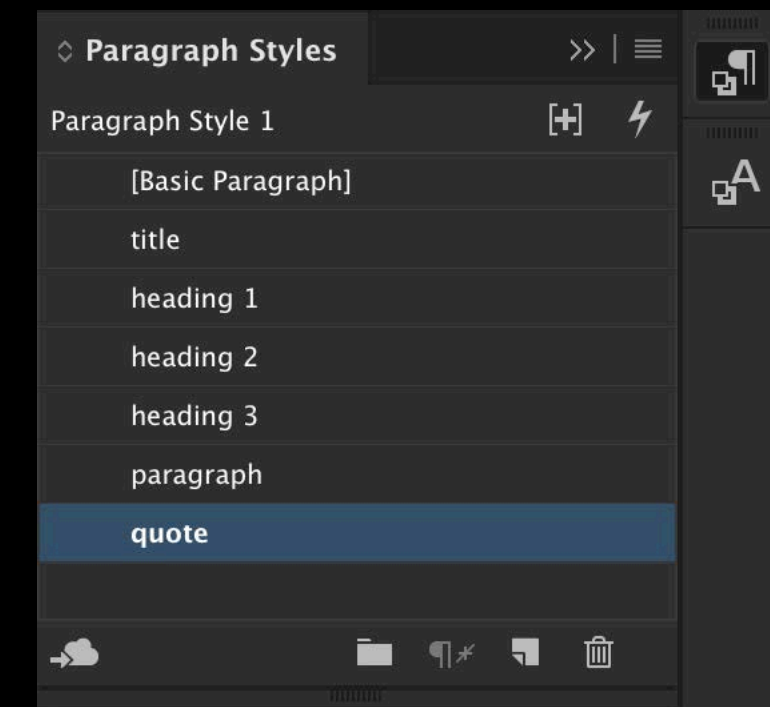 Paragraph Styles
Paragraph Style 1
[Basic Paragraph]
title
heading 1
heading 2
heading 3
paragraph
quote